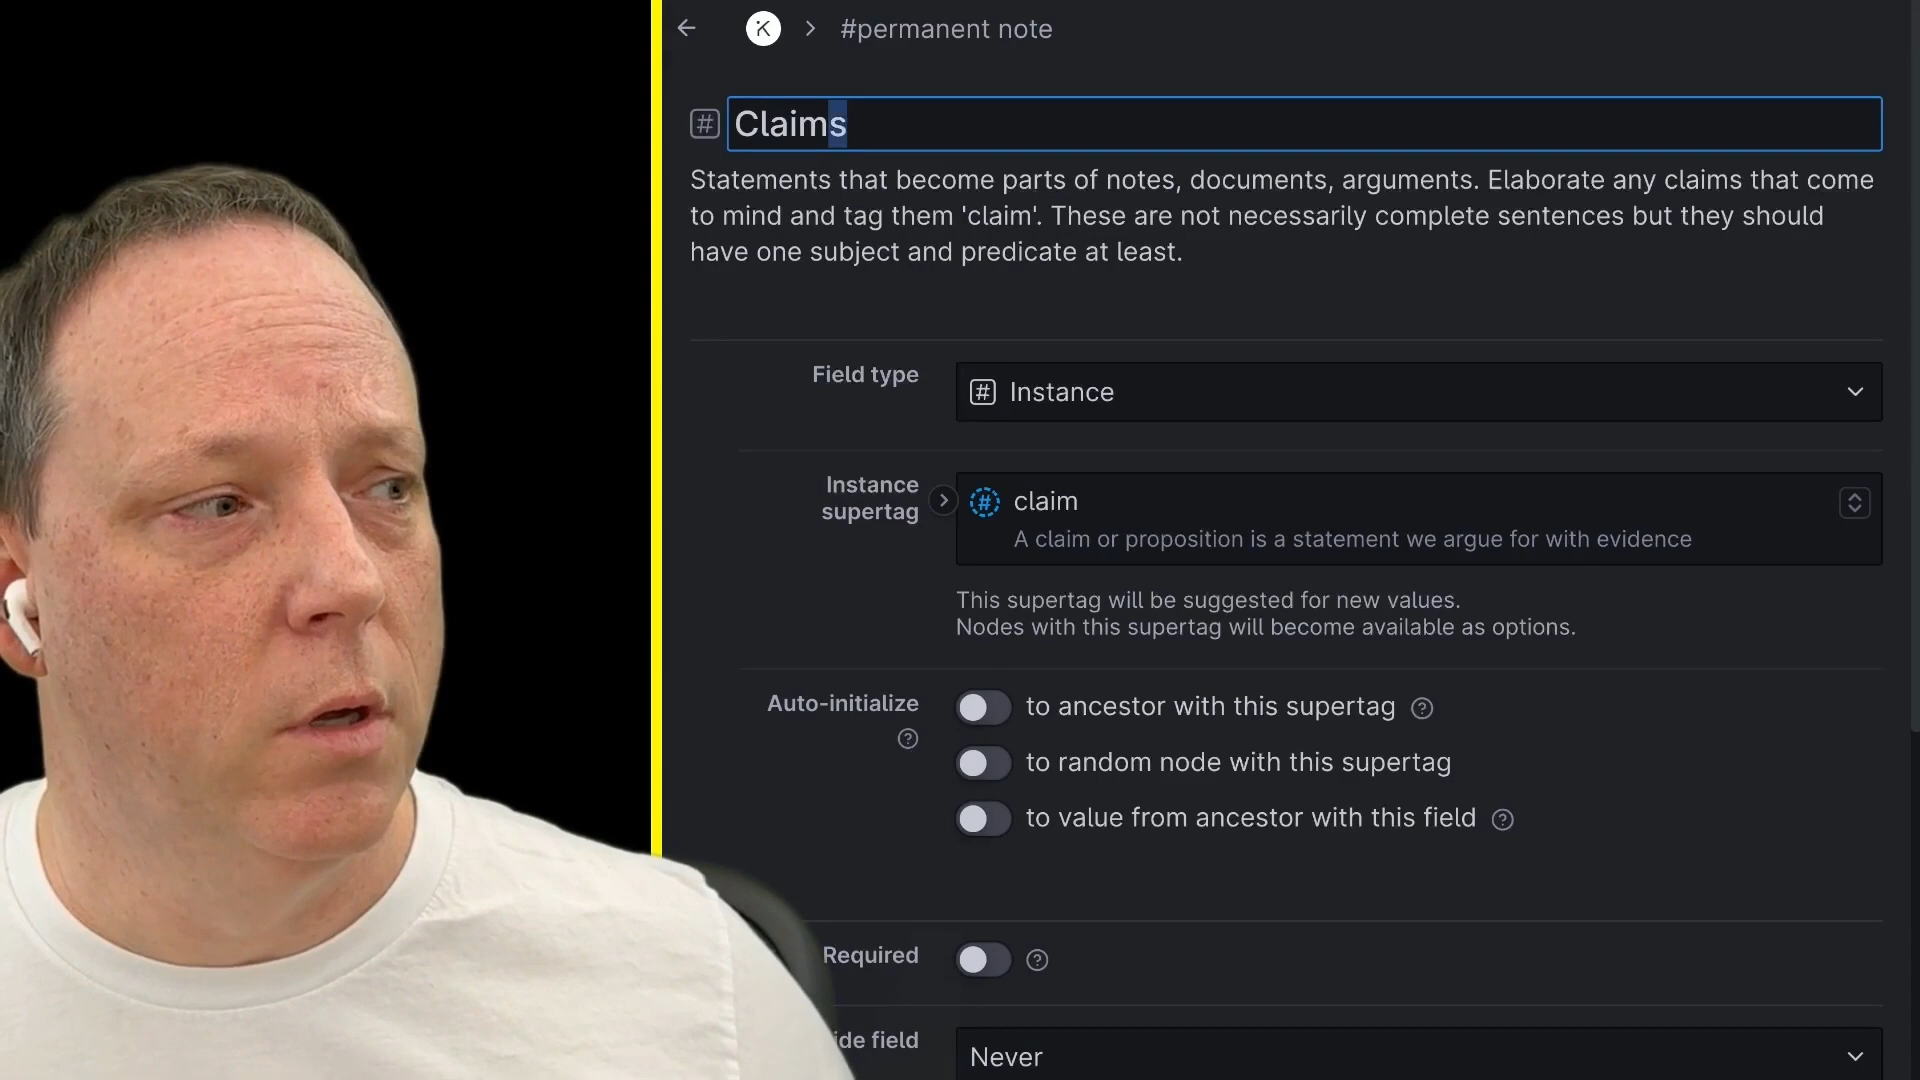 #permanent note
Claims
Statements that become parts of notes, documents, arguments. Elaborate any claims that come
to mind and tag them 'claim'. These are not necessarily complete sentences but they should
have one subject and predicate at least.
Field type
Instance
Instance
supertag
claim
A claim or proposition is a statement we argue for with evidence
This supertag will be suggested for new values.
Nodes with this supertag will become available as options.
Auto-initialize
to ancestor with this supertag
to random node with this supertag
to value from ancestor with this field
Required
ide field
Never